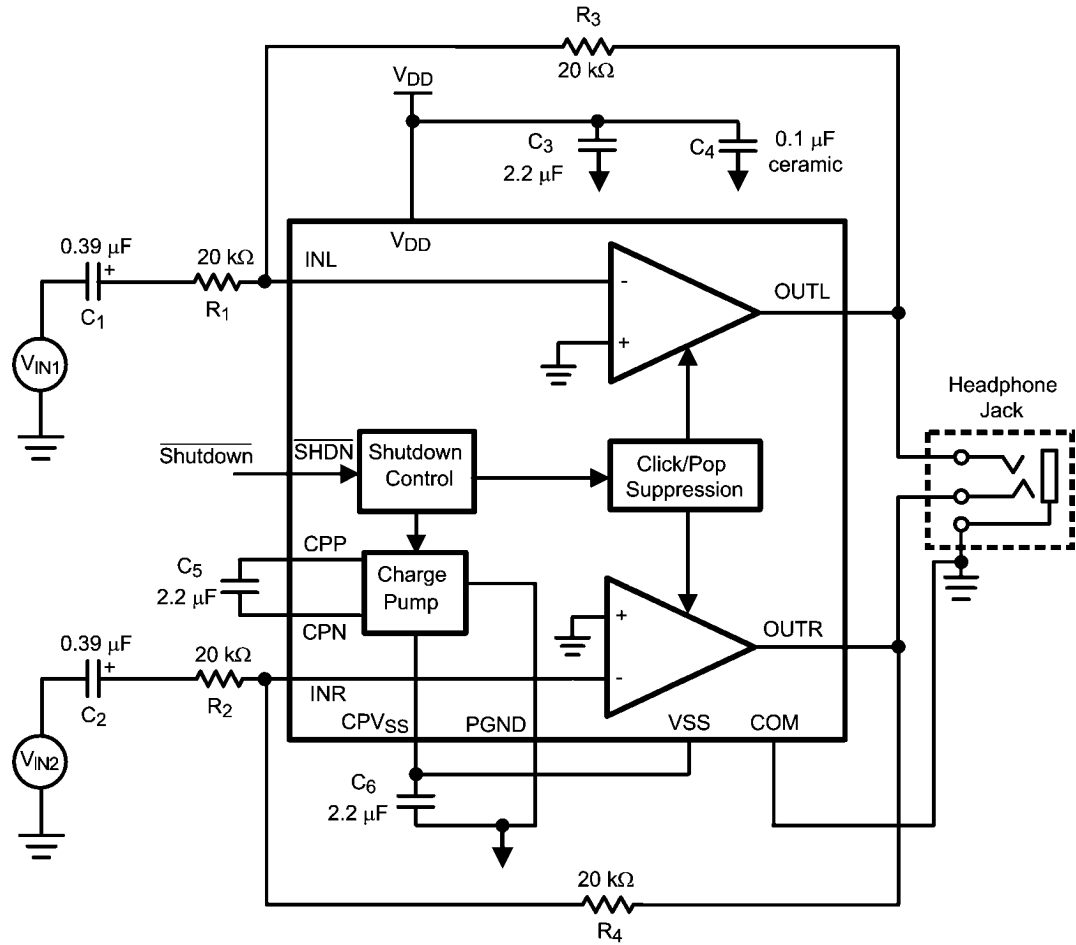 R3
20 kΩ
VDD
C3
2.2 µF
C4
0.1 µF
ceramic
VDD
0.39 µF
+
C1
20 kΩ
R1
INL
-
+
OUTL
VIN1
Headphone
Jack
Shutdown
SHDN
Shutdown
Control
Click/Pop
Suppression
CPP
C5
2.2 µF
CPN
Charge
Pump
+
-
OUTR
0.39 µF
+
C2
20 kΩ
R2
INR
CPVSS
PGND
VSS
COM
VIN2
C6
2.2 µF
20 kΩ
R4